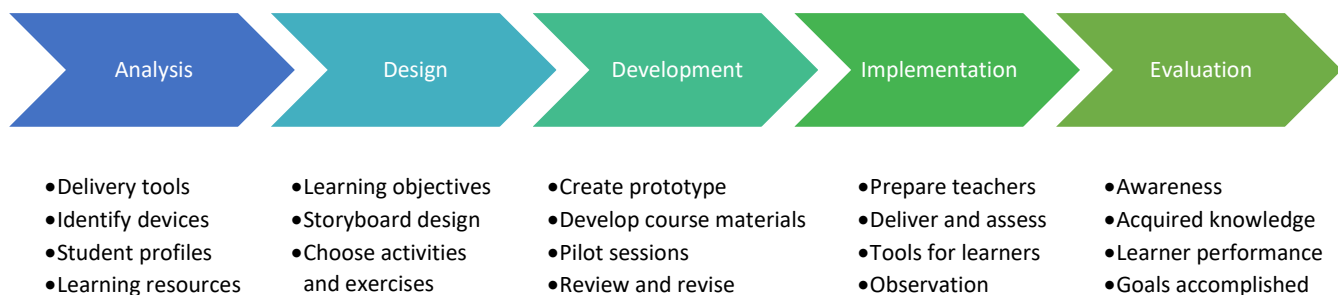 Analysis
Design
Development
Implementation
Evaluation
•Delivery tools
•Identify devices
•Student profiles
•Learning resources
•Learning objectives
•Storyboard design
•Choose activities
and exercises
•Create prototype
•Develop course materials
•Pilot sessions
•Review and revise
•Prepare teachers
•Deliver and assess
•Tools for learners
•Observation
•Awareness
•Acquired knowledge
•Learner performance
•Goals accomplished